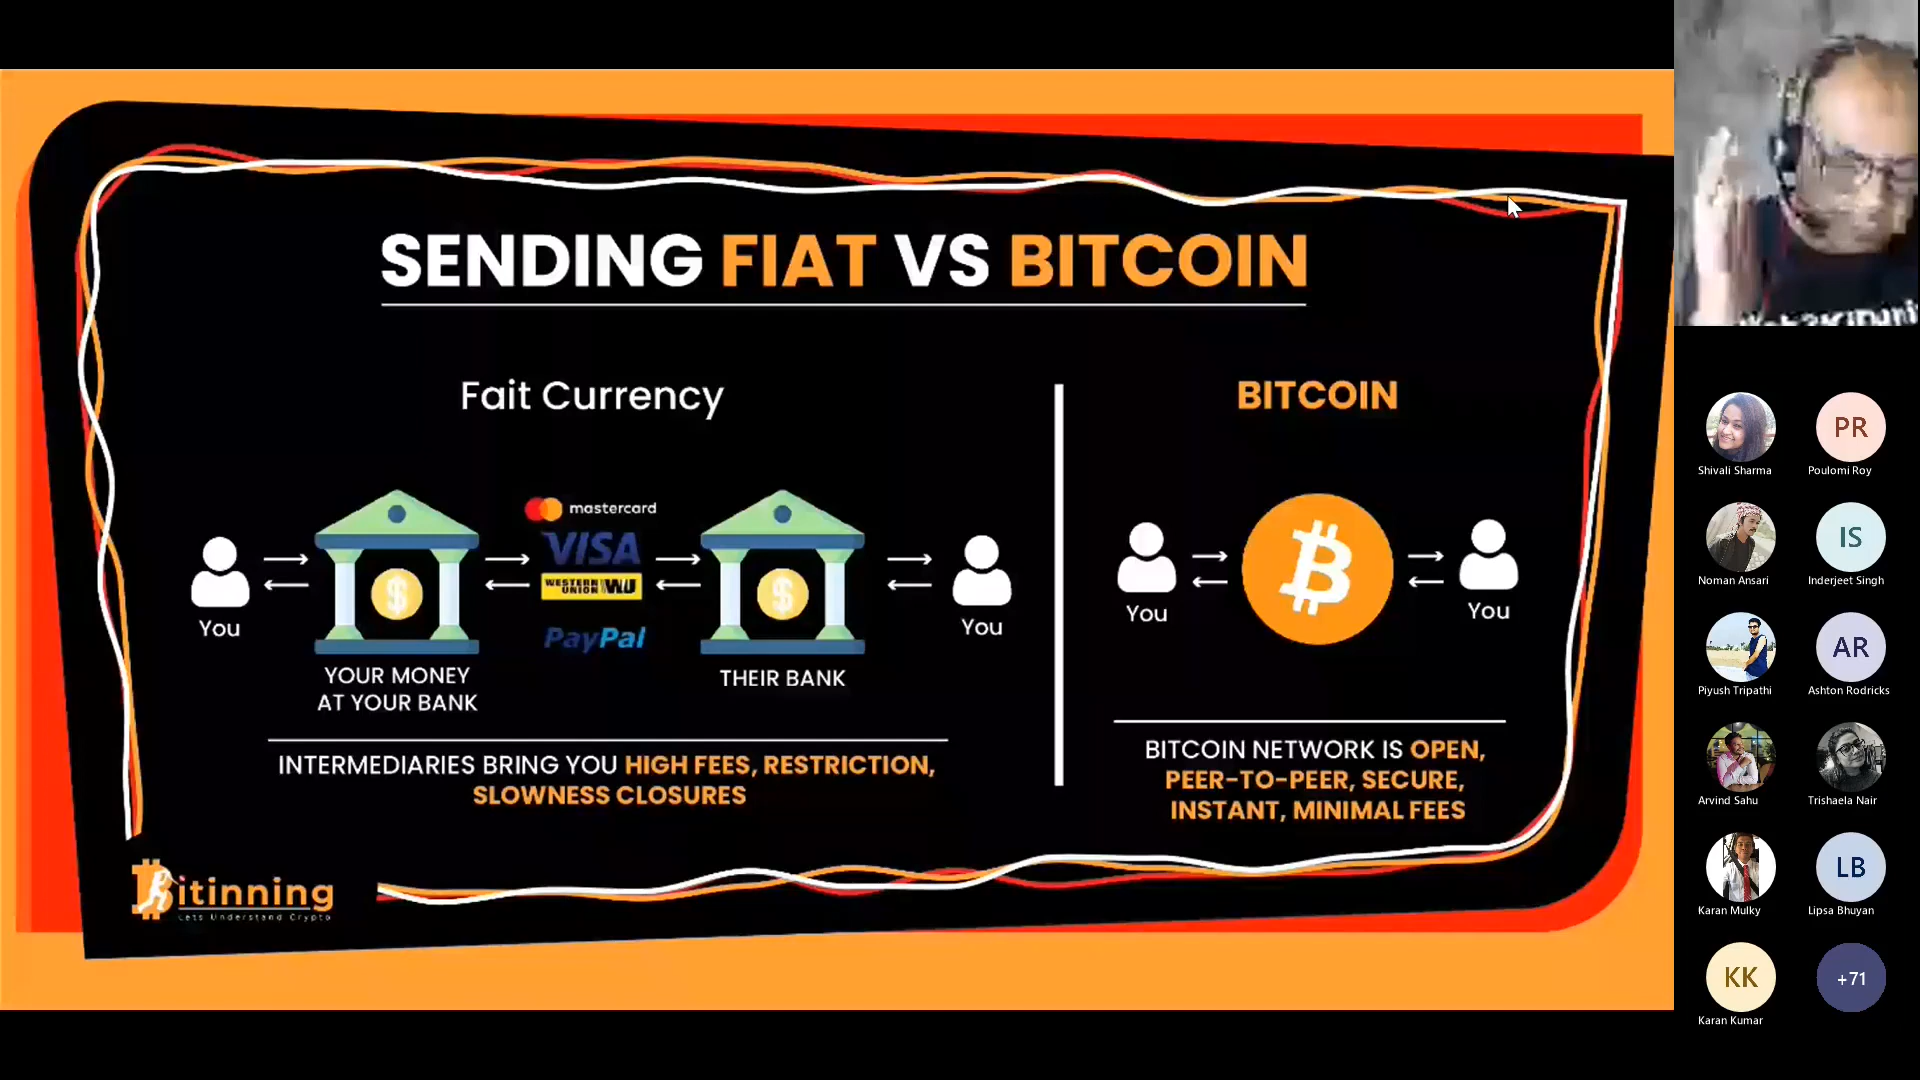 SENDING FIAT VS BITCOIN
Fait Currency
BITCOIN
mastercard
VISA
WESTERN
UNION WU
PayPal
You
You
You
You
YOUR MONEY
AT YOUR BANK
THEIR BANK
INTERMEDIARIES BRING YOU HIGH FEES, RESTRICTION,
SLOWNESS CLOSURES
BITCOIN NETWORK IS OPEN,
PEER-TO-PEER, SECURE,
INSTANT, MINIMAL FEES
Bitinning
Lets Understand Crypto
PR
Shivali Sharma
Poulomi Roy
IS
Noman Ansari
Inderjeet Singh
AR
Piyush Tripathi
Ashton Rodricks
Arvind Sahu
Trishaela Nair
LB
Karan Mulky
Lipsa Bhuyan
KK
+71
Karan Kumar